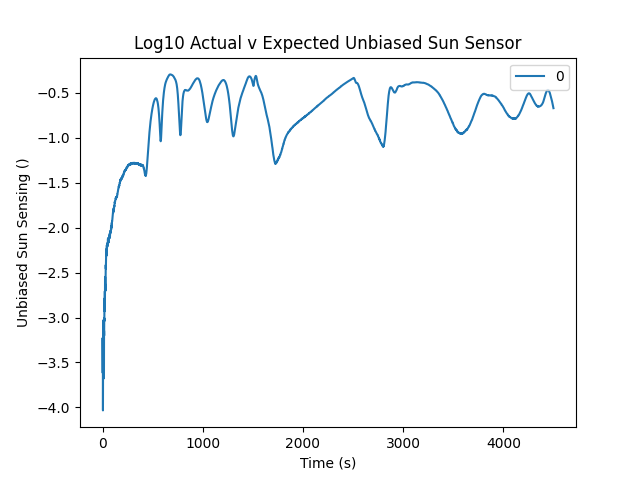 Log10 Actual v Expected Unbiased Sun Sensor
0
−0.5
−1.0
−1.5
−2.0
−2.5
−3.0
−3.5
−4.0
Unbiased Sun Sensing ()
0 1000 2000 3000 4000
Time (s)